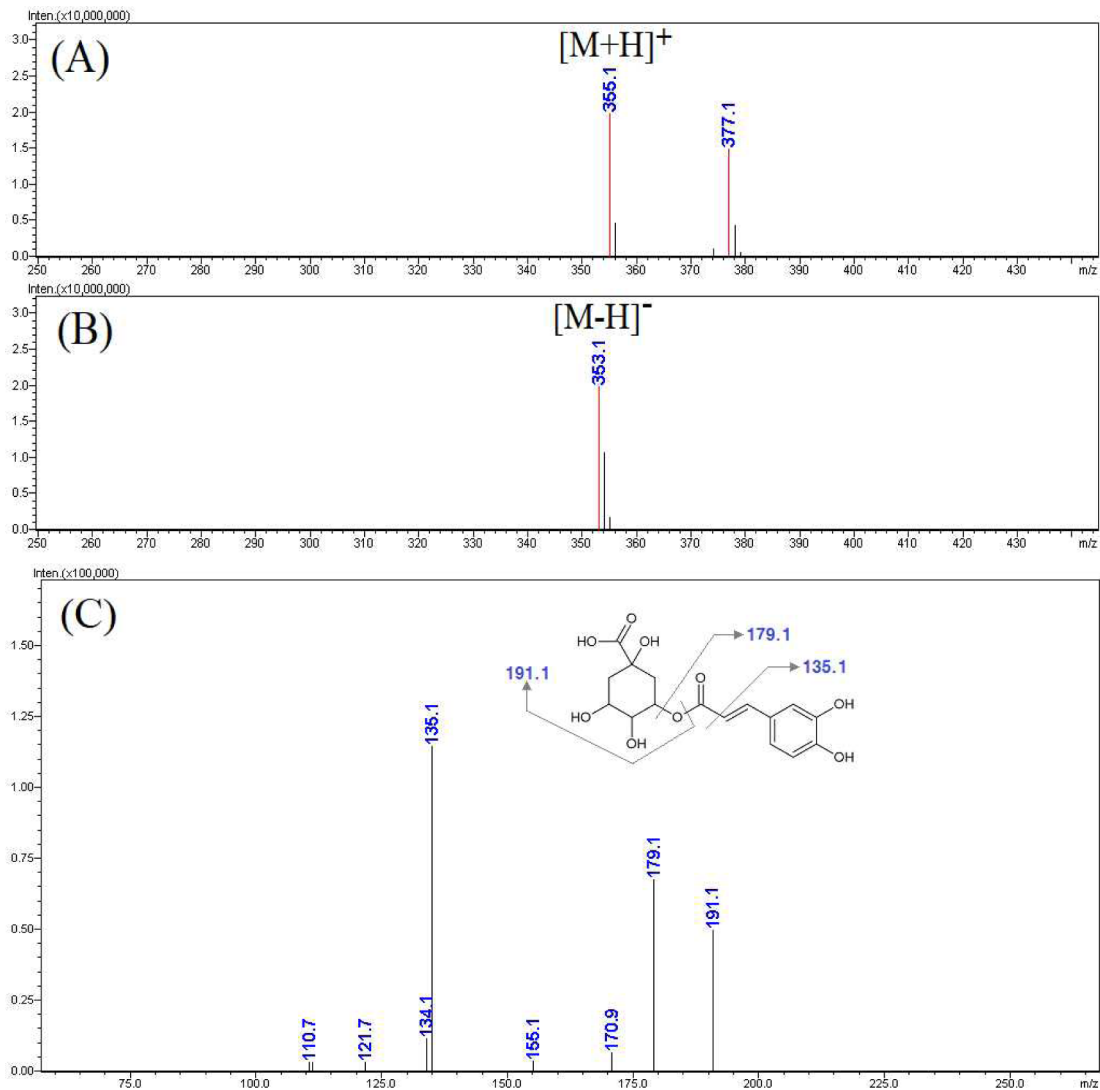 Inten.(x10,000,000)
(A)
[M+H]+
3.0
2.5
2.0
1.5
1.0
0.5
0.0
355.1
377.1
250 260 270 280 290 300 310 320 330 340 350 360 370 380 390 400 410 420 430 m/z
Inten.(x10,000,000)
(B)
[M-H]-
3.0
2.5
2.0
1.5
1.0
0.5
0.0
353.1
250 260 270 280 290 300 310 320 330 340 350 360 370 380 390 400 410 420 430 m/z
Inten.(x100,000)
(C)
1.50
1.25
1.00
0.75
0.50
0.25
0.00
O
HO
OH
179.1
191.1
O
135.1
HO
O
OH
OH
OH
135.1
179.1
191.1
134.1
110.7
121.7
155.1
170.9
75.0 100.0 125.0 150.0 175.0 200.0 225.0 250.0 m/z